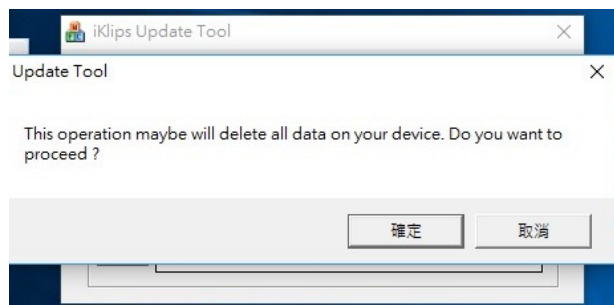 iKlips Update Tool
Update Tool
This operation maybe will delete all data on your device. Do you want to
proceed ?
確定
取消